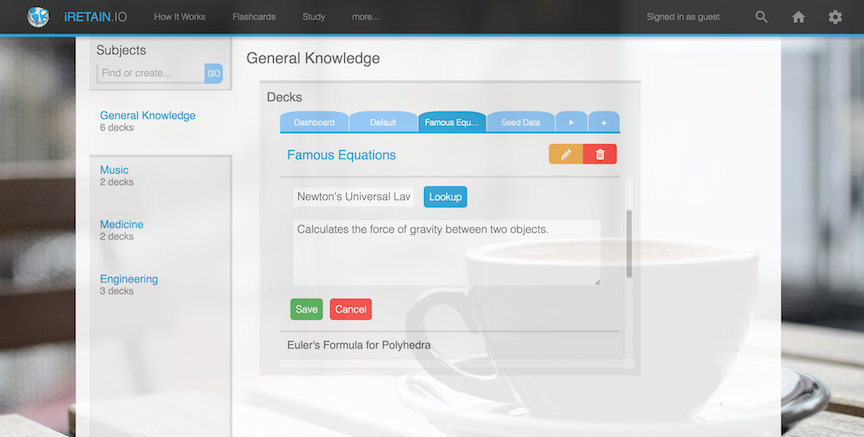 iRETAIN.IO How It Works Flashcards Study more... Signed in as guest
Subjects
Find or create... GO
General Knowledge
6 decks
Music
2 decks
Medicine
2 decks
Engineering
3 decks
General Knowledge
Decks
Dashboard Default Famous Equ... Seed Data +
Famous Equations
Newton's Universal Law Lookup
Calculates the force of gravity between two objects.
Save Cancel
Euler's Formula for Polyhedra